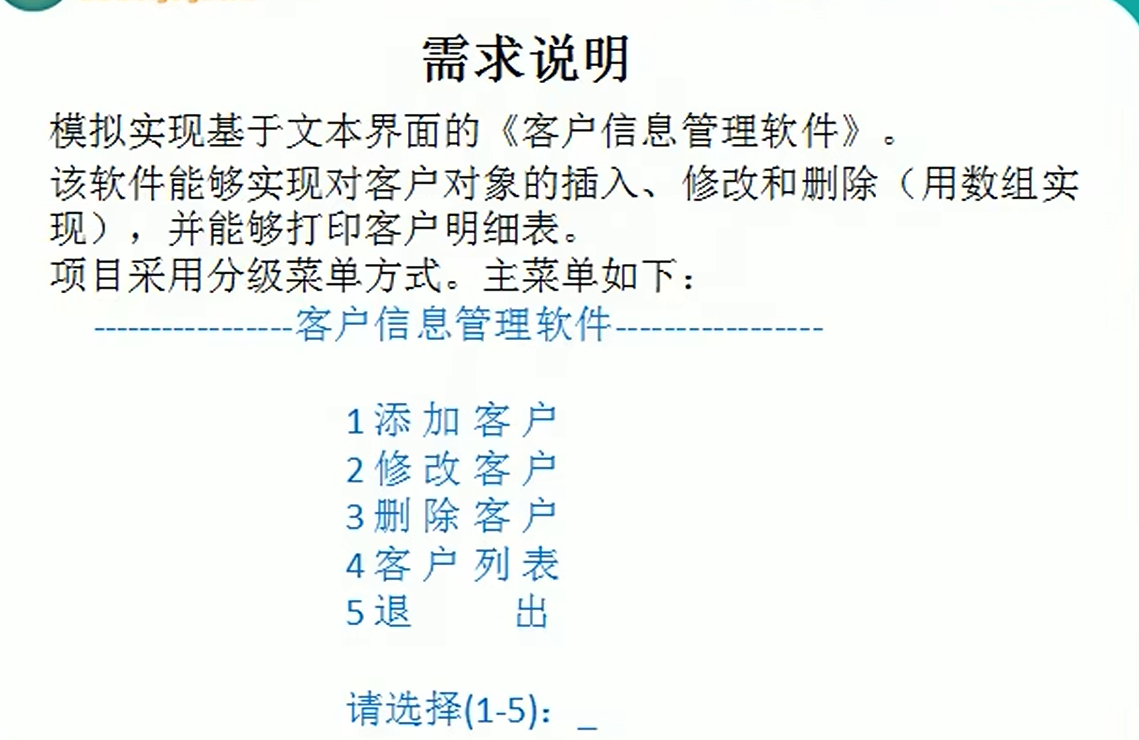 需求说明
模拟实现基于文本界面的《客户信息管理软件》。
该软件能够实现对客户对象的插入、修改和删除（用数组实
现），并能够打印客户明细表。
项目采用分级菜单方式。主菜单如下：
-----------------客户信息管理软件-----------------
1 添 加 客 户
2 修 改 客 户
3 删 除 客 户
4 客 户 列 表
5 退 出
请选择(1-5)：_